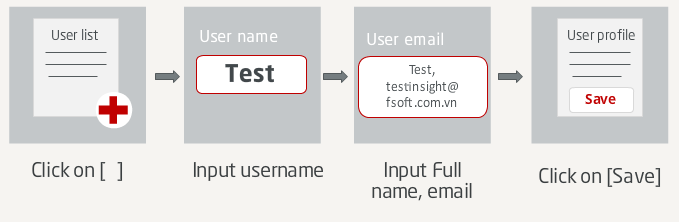 User list
Click on [  ]
User name
Test
Input username
User email
Test,
testinsight@
fsoft.com.vn
Input Full
name, email
User profile
Save
Click on [Save]